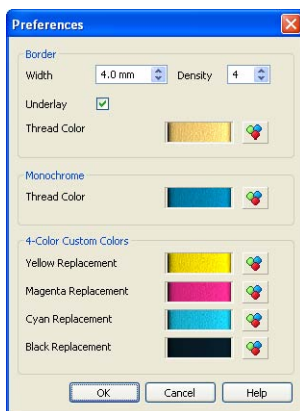 Preferences
Border
Width 4.0 mm Density 4
Underlay
Thread Color
Monochrome
Thread Color
4-Color Custom Colors
Yellow Replacement
Magenta Replacement
Cyan Replacement
Black Replacement
OK Cancel Help